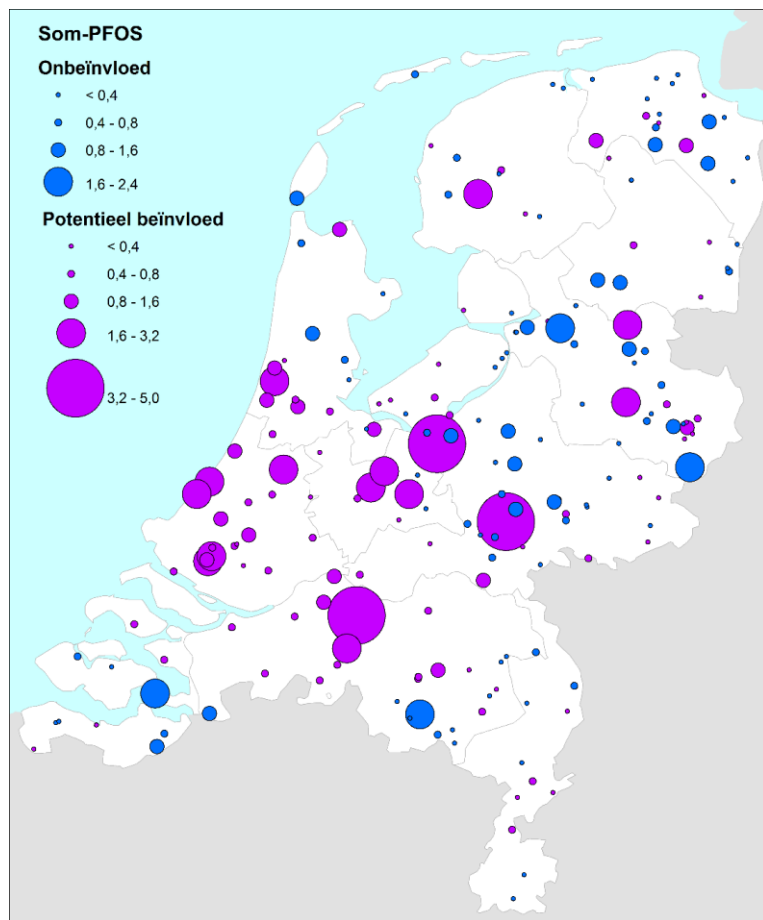 Som-PFOS
Onbeïnvloed
< 0,4
0,4 - 0,8
0,8 - 1,6
1,6 - 2,4
Potentieel beïnvloed
< 0,4
0,4 - 0,8
0,8 - 1,6
1,6 - 3,2
3,2 - 5,0